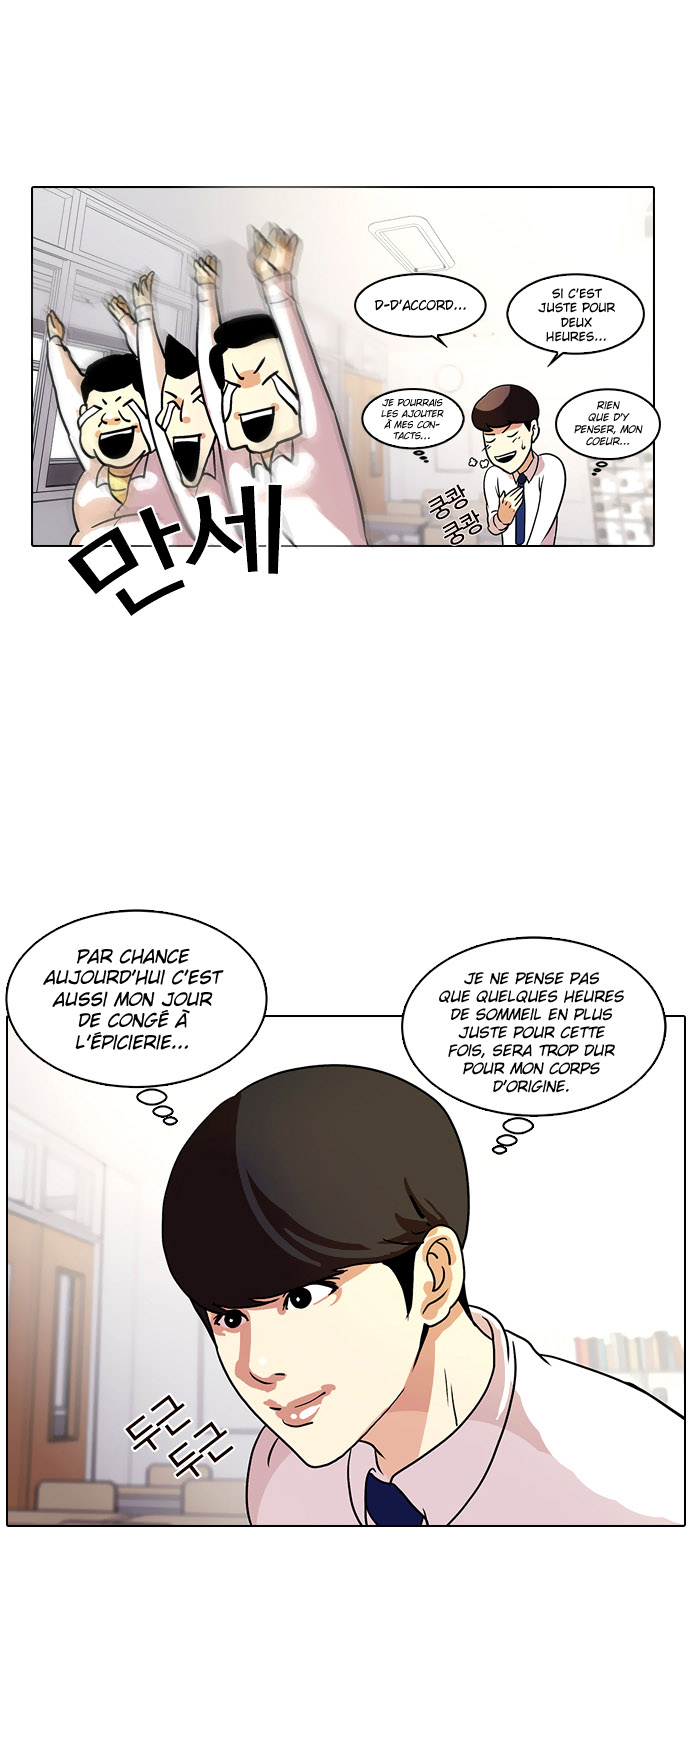 D-D'ACCORD...
SI C'EST
JUSTE POUR
DEUX
HEURES...
JE POURRAIS
LES AJOUTER
À MES CON-
TACTS...
RIEN
QUE D'Y
PENSER, MON
COEUR...
쿵쾅
쿵쾅
만세
PAR CHANCE
AUJOURD'HUI C'EST
AUSSI MON JOUR
DE CONGÉ À
L'ÉPICIERIE...
JE NE PENSE PAS
QUE QUELQUES HEURES
DE SOMMEIL EN PLUS
JUSTE POUR CETTE
FOIS, SERA TROP DUR
POUR MON CORPS
D'ORIGINE.
두근
두근